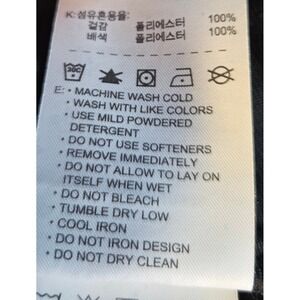 K:섬유혼용율:
겉감 폴리에스터 100%
배색 폴리에스터 100%
30C
E: • MACHINE WASH COLD
• WASH WITH LIKE COLORS
• USE MILD POWDERED
DETERGENT
• DO NOT USE SOFTENERS
• REMOVE IMMEDIATELY
• DO NOT ALLOW TO LAY ON
ITSELF WHEN WET
• DO NOT BLEACH
• TUMBLE DRY LOW
• COOL IRON
• DO NOT IRON DESIGN
• DO NOT DRY CLEAN